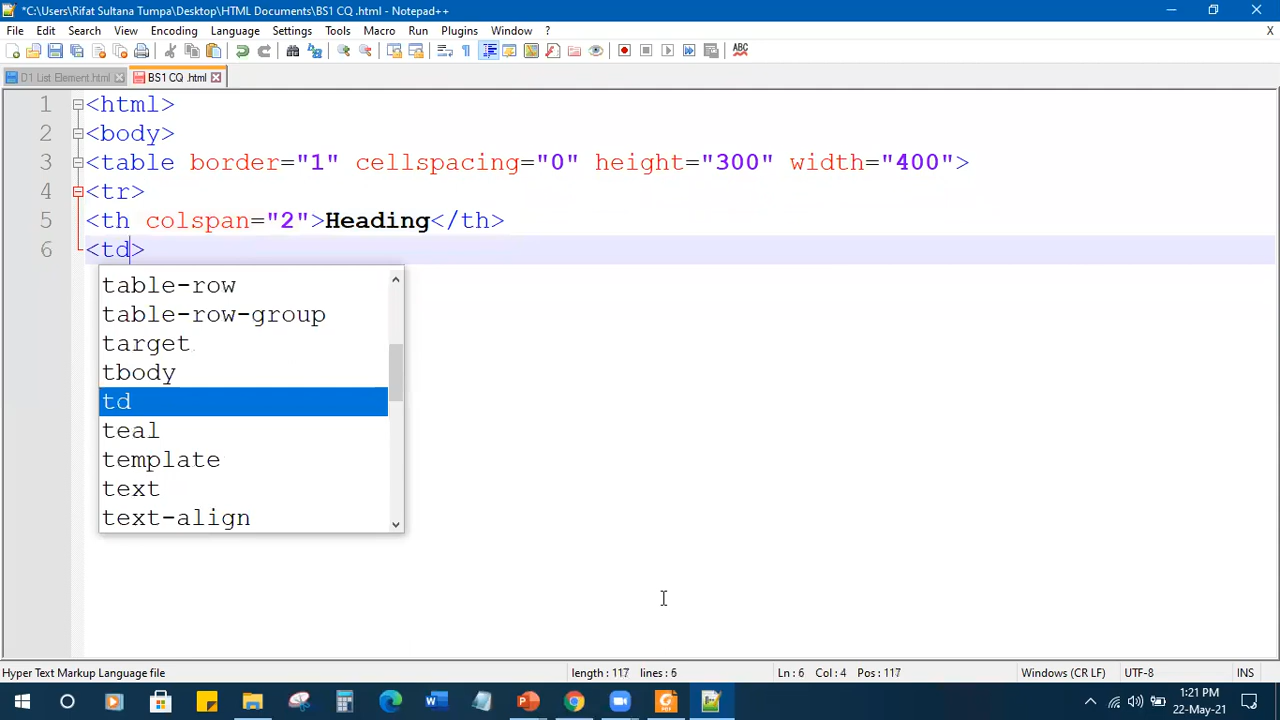 *C:\Users\Rifat Sultana Tumpa\Desktop\HTML Documents\BS1 CQ .html - Notepad++
File Edit Search View Encoding Language Settings Tools Macro Run Plugins Window ? X
D1 List Element.html BS1 CQ .html
1 <html>
2 <body>
3 <table border="1" cellspacing="0" height="300" width="400">
4 <tr>
5 <th colspan="2">Heading</th>
6 <td>
table-row
table-row-group
target
tbody
td
teal
template
text
text-align
Hyper Text Markup Language file length : 117 lines : 6 Ln : 6 Col : 4 Pos : 117 Windows (CR LF) UTF-8 INS
1:21 PM
22-May-21